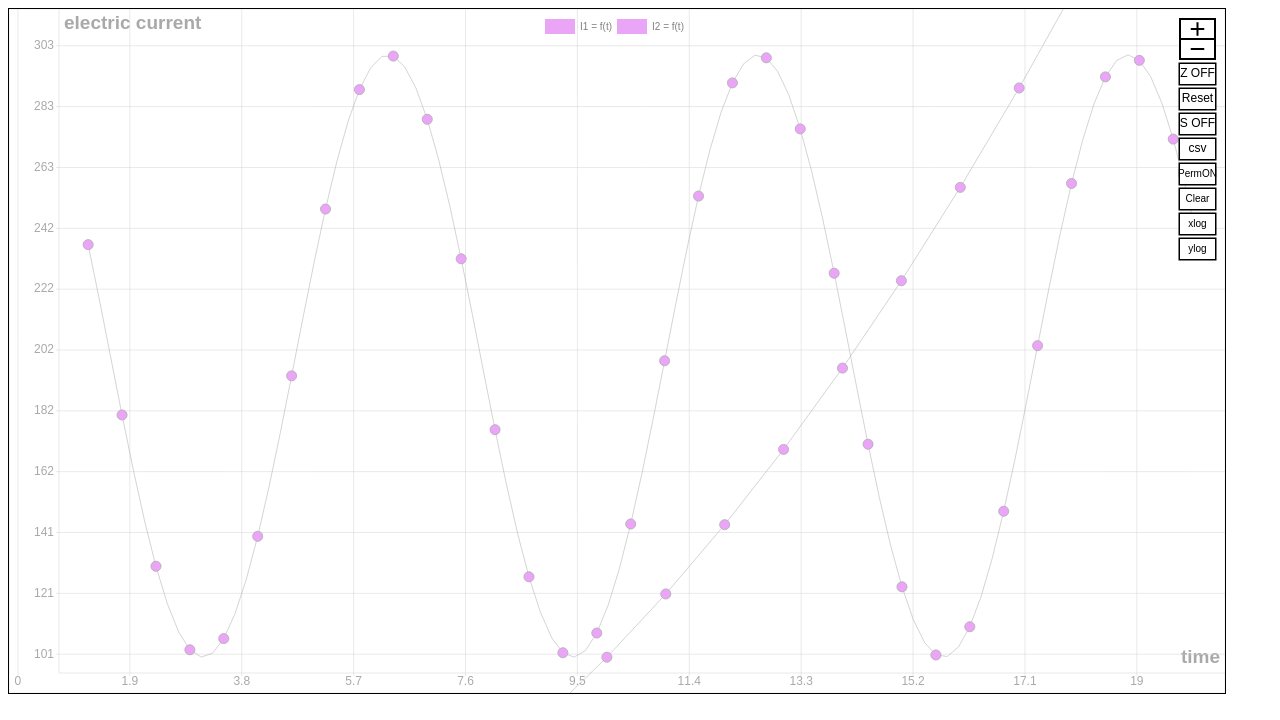 electric current
I1 = f(t) I2 = f(t)
+
−
Z OFF
Reset
S OFF
csv
PermON
Clear
xlog
ylog
303
283
263
242
222
202
182
162
141
121
101
time
0 1.9 3.8 5.7 7.6 9.5 11.4 13.3 15.2 17.1 19